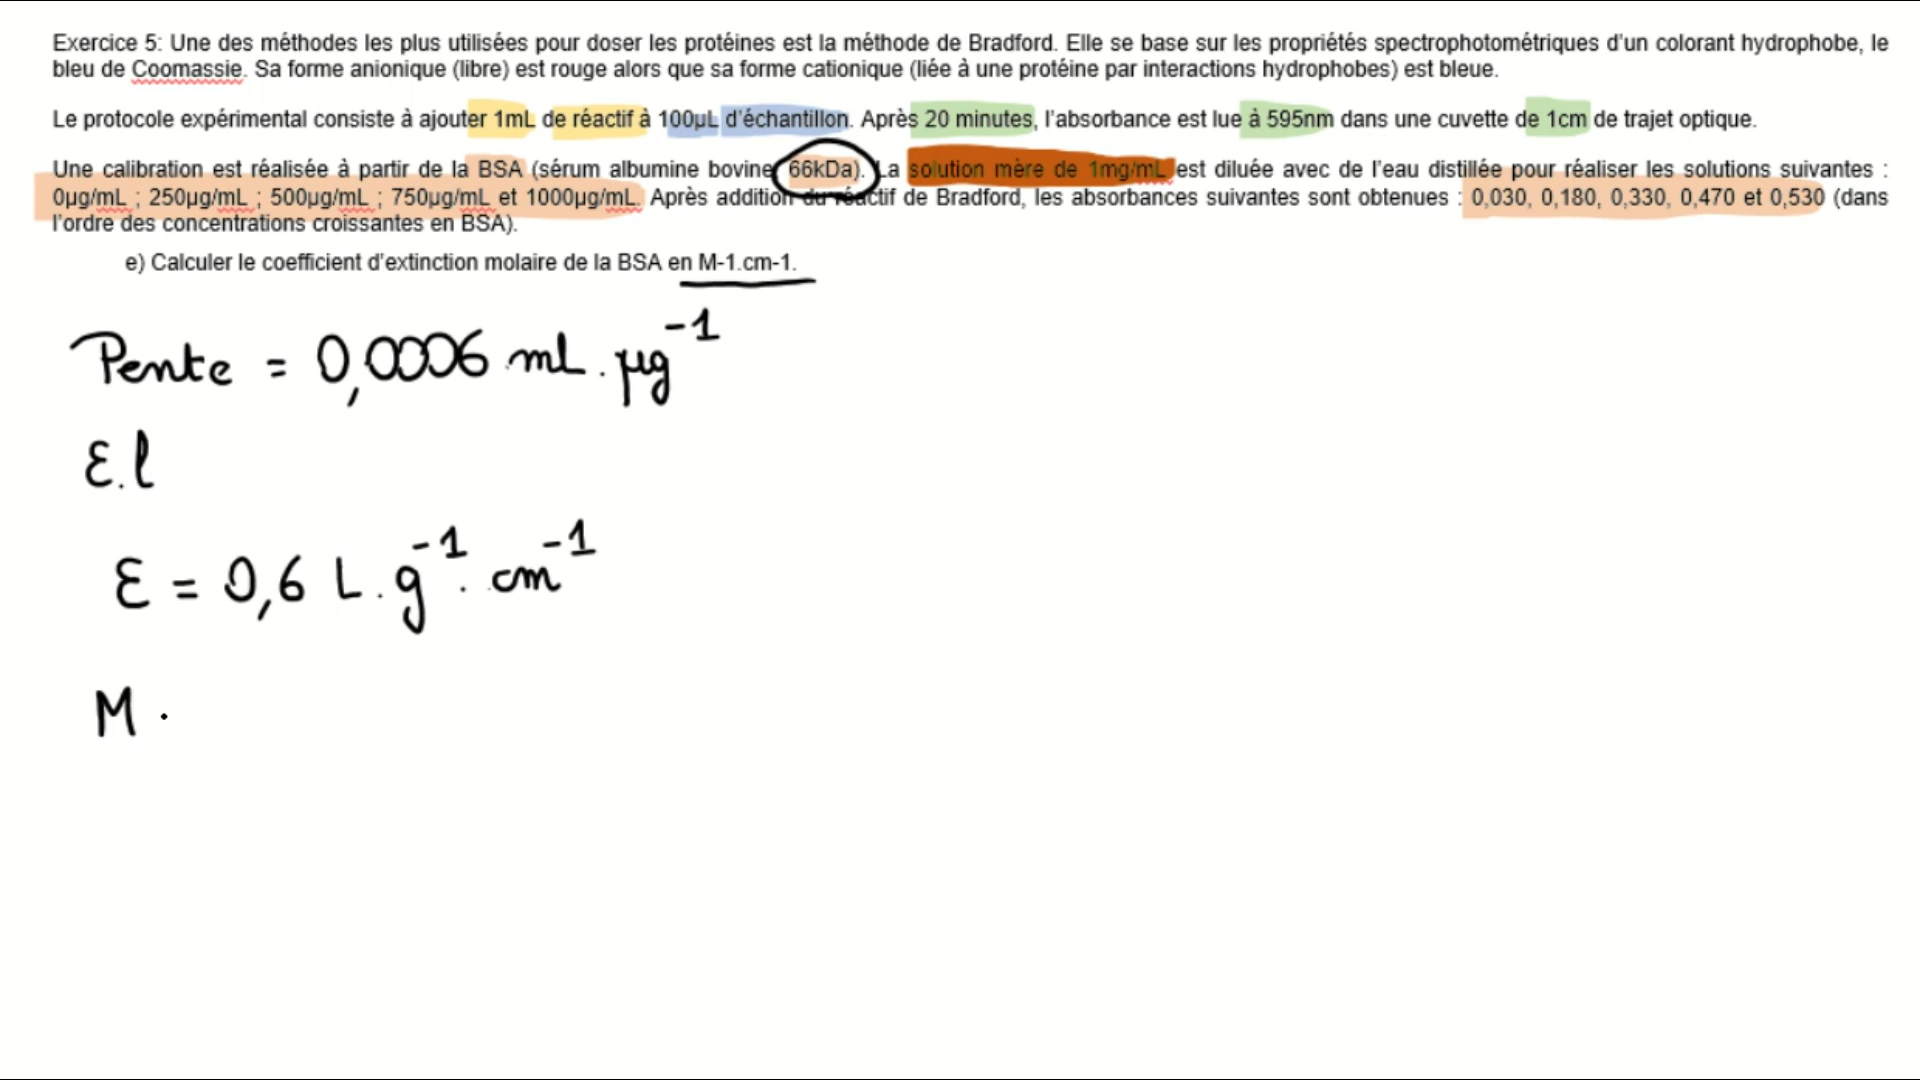 Exercice 5: Une des méthodes les plus utilisées pour doser les protéines est la méthode de Bradford. Elle se base sur les propriétés spectrophotométriques d'un colorant hydrophobe, le
bleu de Coomassie. Sa forme anionique (libre) est rouge alors que sa forme cationique (liée à une protéine par interactions hydrophobes) est bleue.
Le protocole expérimental consiste à ajouter 1mL de réactif à 100µL d'échantillon. Après 20 minutes, l'absorbance est lue à 595nm dans une cuvette de 1cm de trajet optique.
Une calibration est réalisée à partir de la BSA (sérum albumine bovine 66kDa). La solution mère de 1mg/mL est diluée avec de l'eau distillée pour réaliser les solutions suivantes :
0µg/mL ; 250µg/mL ; 500µg/mL ; 750µg/mL et 1000µg/mL. Après addition du réactif de Bradford, les absorbances suivantes sont obtenues : 0,030, 0,180, 0,330, 0,470 et 0,530 (dans
l'ordre des concentrations croissantes en BSA).
e) Calculer le coefficient d'extinction molaire de la BSA en M-1.cm-1.
Pente = 0,0006 mL . µg⁻¹
ε.l
ε = 0,6 L . g⁻¹ . cm⁻¹
M .